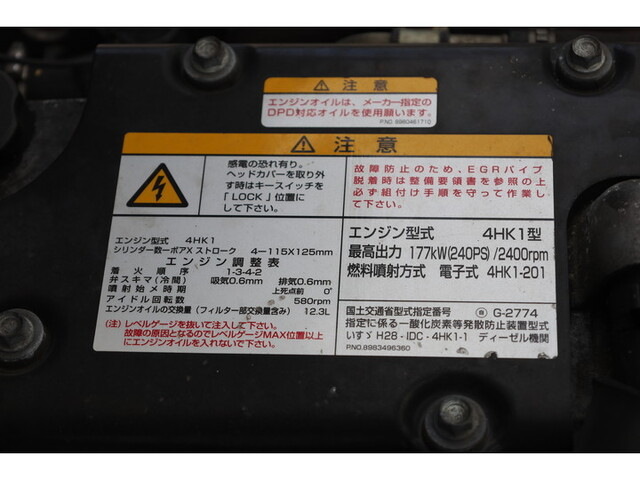 注意
エンジンオイルは、メーカー指定の
DPD対応オイルを使用願います。
P.NO. 8980461710
注意
感電の恐れ有り。
ヘッドカバーを取り外
す時はキースイッチを
「LOCK」位置に
して下さい。
故障防止のため、EGRパイプ
脱着時は整備要領書を参照の上
必ず組付け手順を守って作業し
て下さい。
エンジン型式 4HK1
シリンダー数ーボアXストローク 4-115X125mm
エンジン調整表
着火順序 1-3-4-2
弁スキマ(冷間) 吸気0.6mm 排気0.6mm
噴射始メ時期 上死点前 0°
アイドル回転数 580rpm
エンジンオイルの交換量(フィルター部交換量含み) 12.3L
(注)レベルゲージを抜いて注入して下さい。
故障の原因となるのでレベルゲージMAX位置以上
にエンジンオイルを入れないで下さい。
エンジン型式 4HK1型
最高出力 177kW(240PS)/2400rpm
燃料噴射方式 電子式 4HK1-201
国土交通省型式指定番号 G-2774
指定に係る一酸化炭素等発散防止装置型式
いすゞ H28-IDC-4HK1-1 ディーゼル機関
P.NO.8983496360